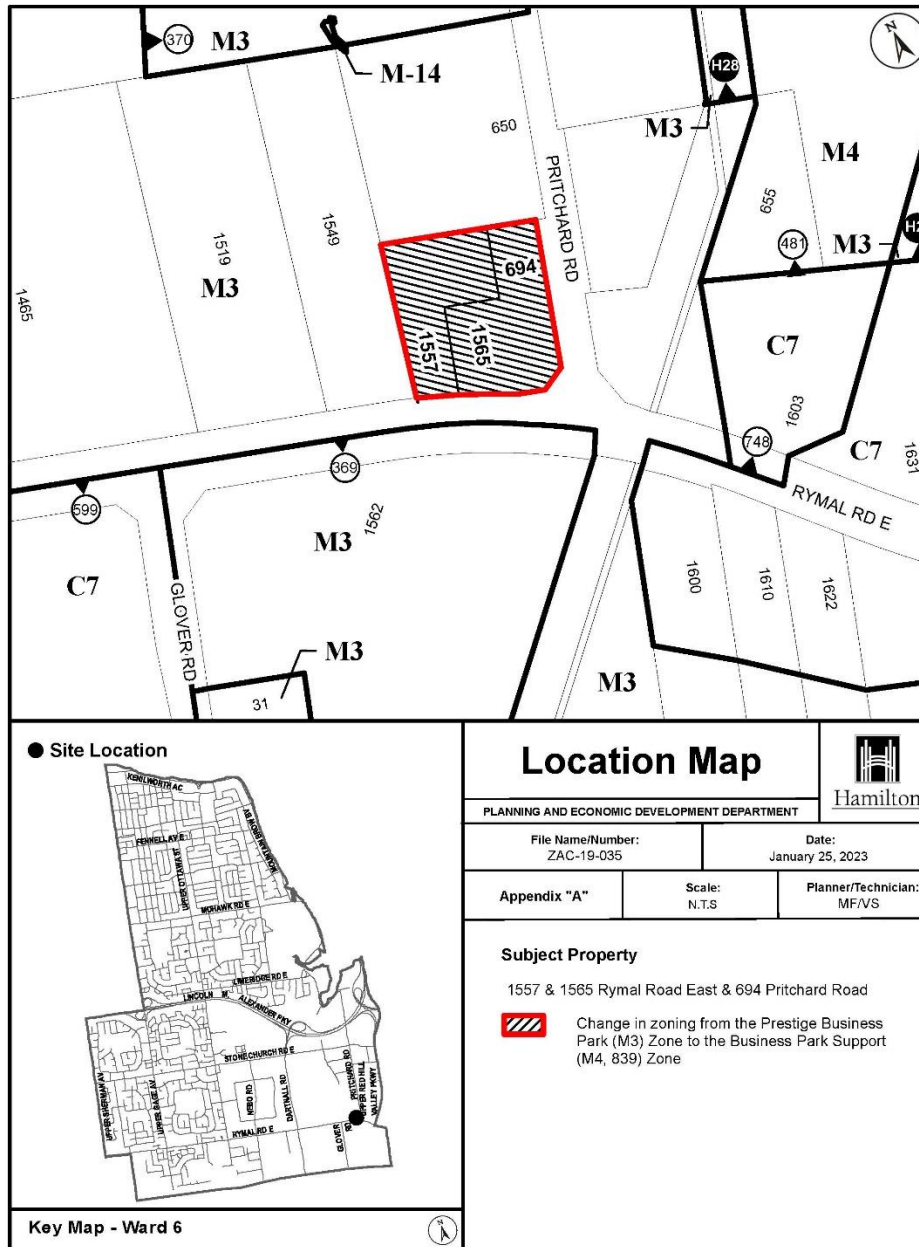 370
M3
M-14
H28
M3
M4
650
PRITCHARD RD
655
481
M3
1549
1519
M3
1465
694
1557
1565
C7
1603
C7
1631
748
RYMAL RD E
369
599
1562
M3
C7
GLOVER RD
1600
1610
1622
M3
31
M3
Site Location
KENILWORTH AC
MOUNTAIN BROW BV
FENNELL AV E
UPPER OTTAWA ST
MOHAWK RD E
LIMERIDGE RD E
LINCOLN M. ALEXANDER PKY
STONE CHURCH RD E
UPPER SHERMAN AV
UPPER GAGE AV
NEBO RD
DARTNALL RD
PRITCHARD RD
UPPER RED HILL
VALLEY PKWY
RYMAL RD E
GLOVER
RD
Key Map - Ward 6
Location Map
Hamilton
PLANNING AND ECONOMIC DEVELOPMENT DEPARTMENT
File Name/Number:
ZAC-19-035
Date:
January 25, 2023
Appendix "A"
Scale:
N.T.S
Planner/Technician:
MF/VS
Subject Property
1557 & 1565 Rymal Road East & 694 Pritchard Road
Change in zoning from the Prestige Business
Park (M3) Zone to the Business Park Support
(M4, 839) Zone